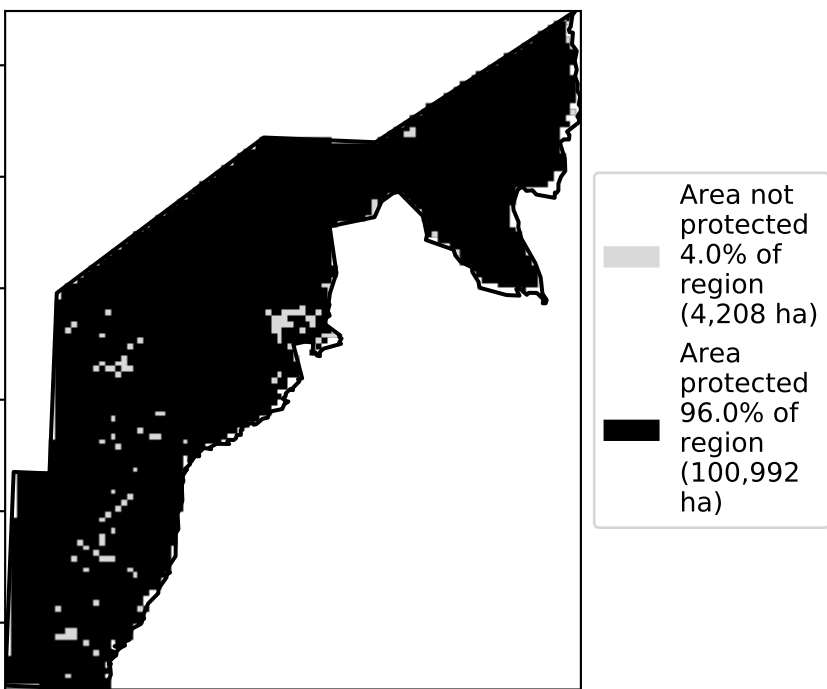 Area not
protected
4.0% of
region
(4,208 ha)
Area
protected
96.0% of
region
(100,992
ha)